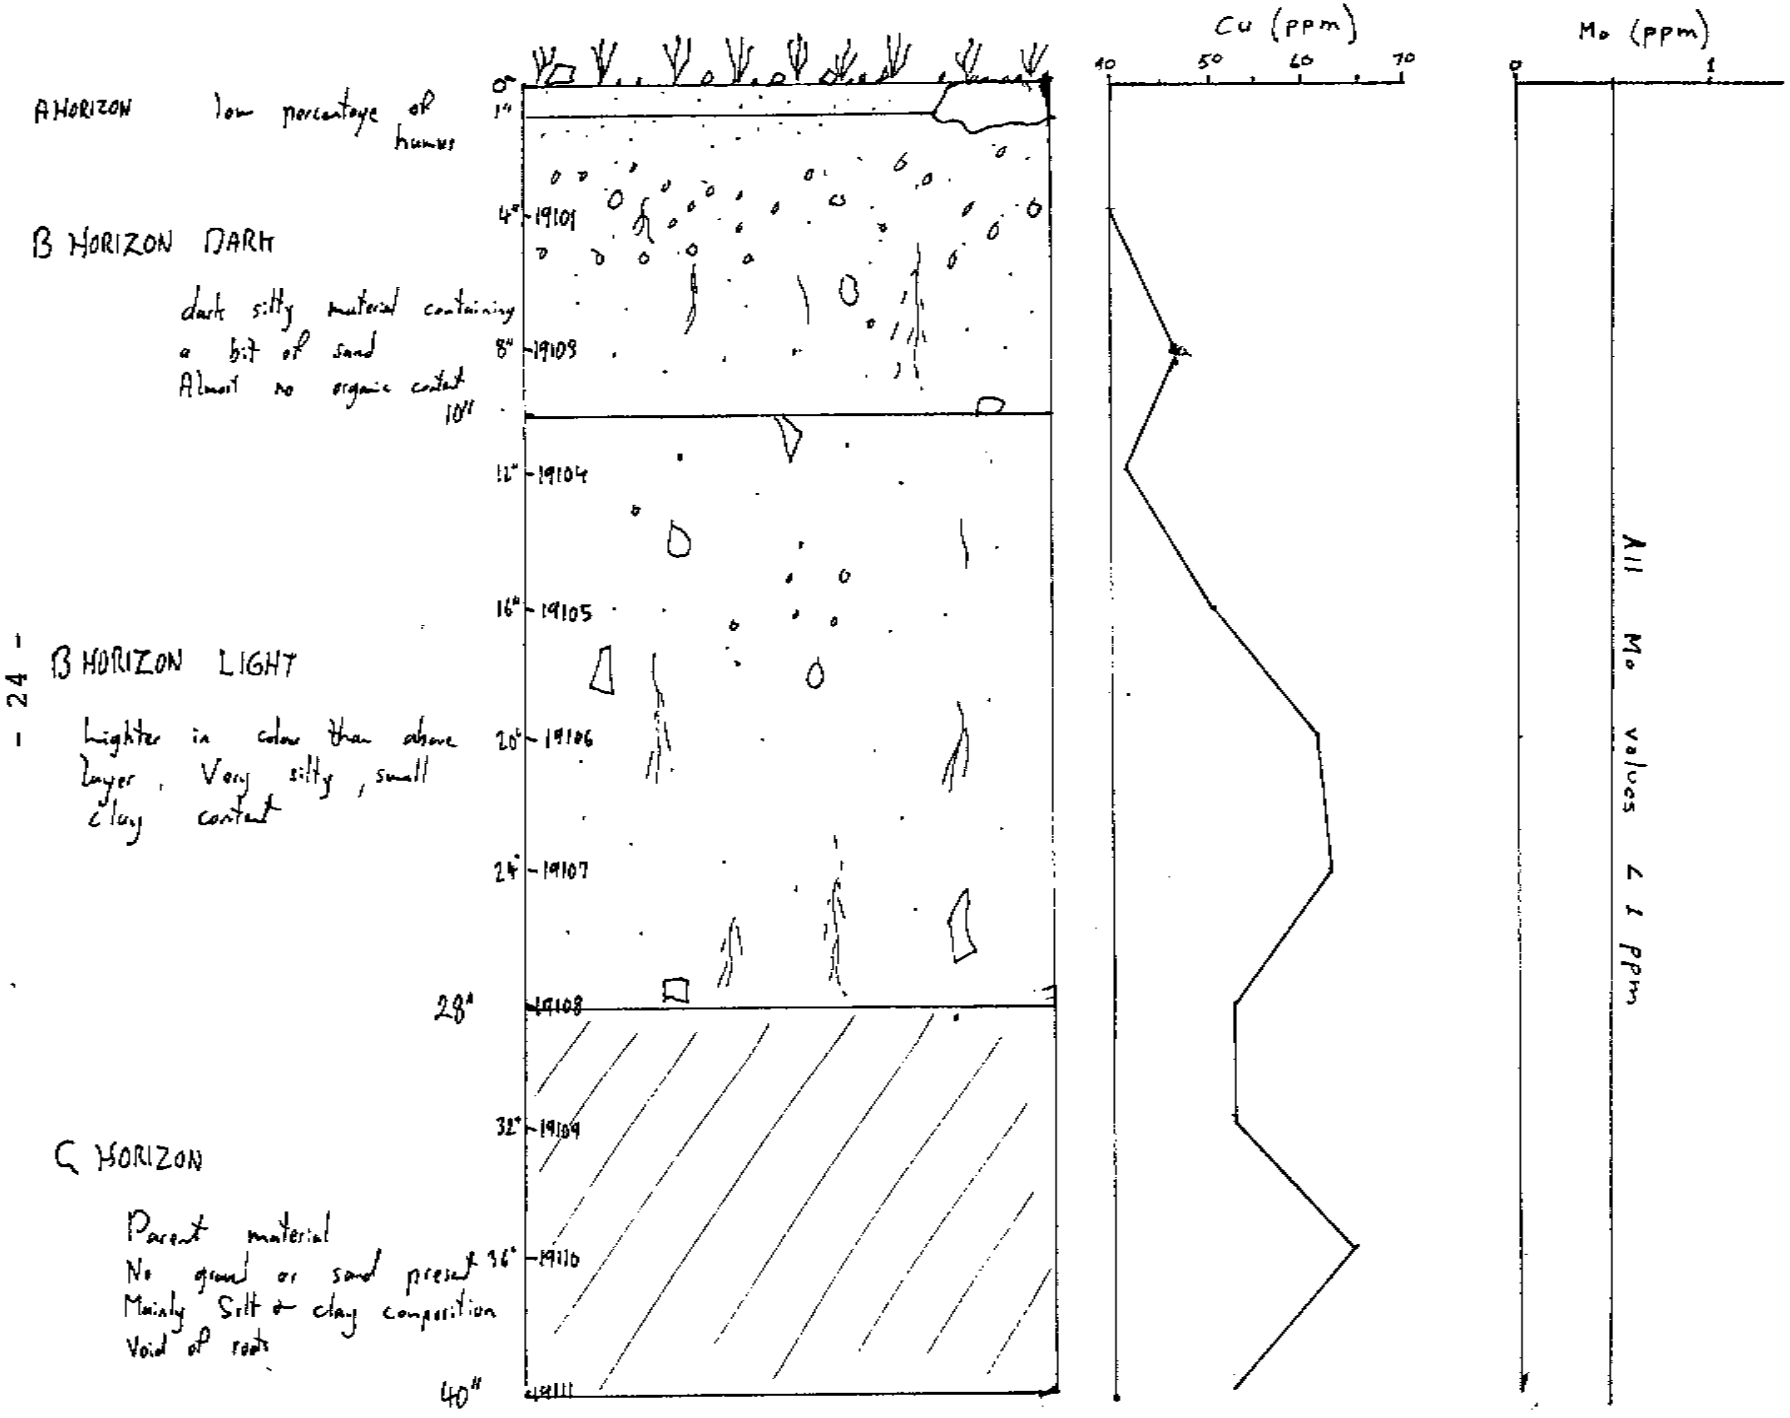 Cu (ppm)
40 50 60 70
Mo (ppm)
0 1
A HORIZON low percentage of
humus
0"
1"
4" 19101
B HORIZON DARK
dark silty material containing
a bit of sand
Almost no organic content
8" 19103
10"
12" 19104
16" 19105
B HORIZON LIGHT
Lighter in colour than above
layer. Very silty, small
clay content
20" 19106
24" 19107
28" 19108
32" 19109
C HORIZON
Parent material
No gravel or sand present
Mainly Silt & clay composition
Void of roots
36" 19110
40" 19111
All Mo values < 1 ppm
- 24 -